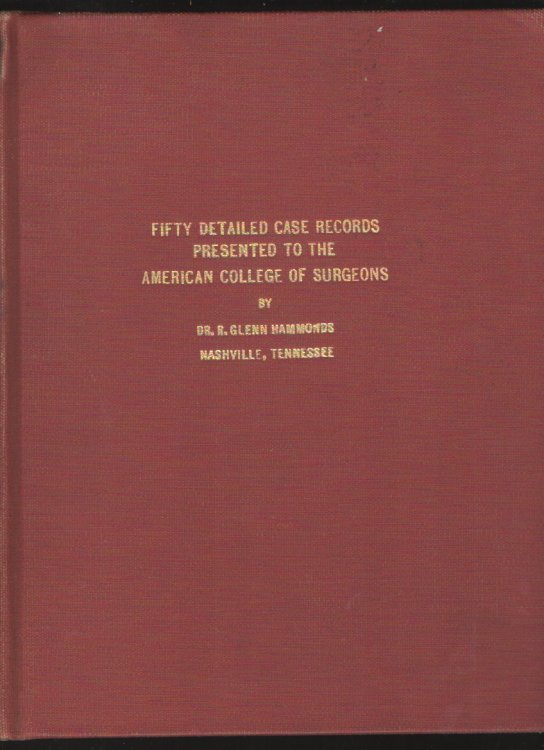 FIFTY DETAILED CASE RECORDS
PRESENTED TO THE
AMERICAN COLLEGE OF SURGEONS
BY
DR. R. GLENN HAMMONDS
NASHVILLE, TENNESSEE